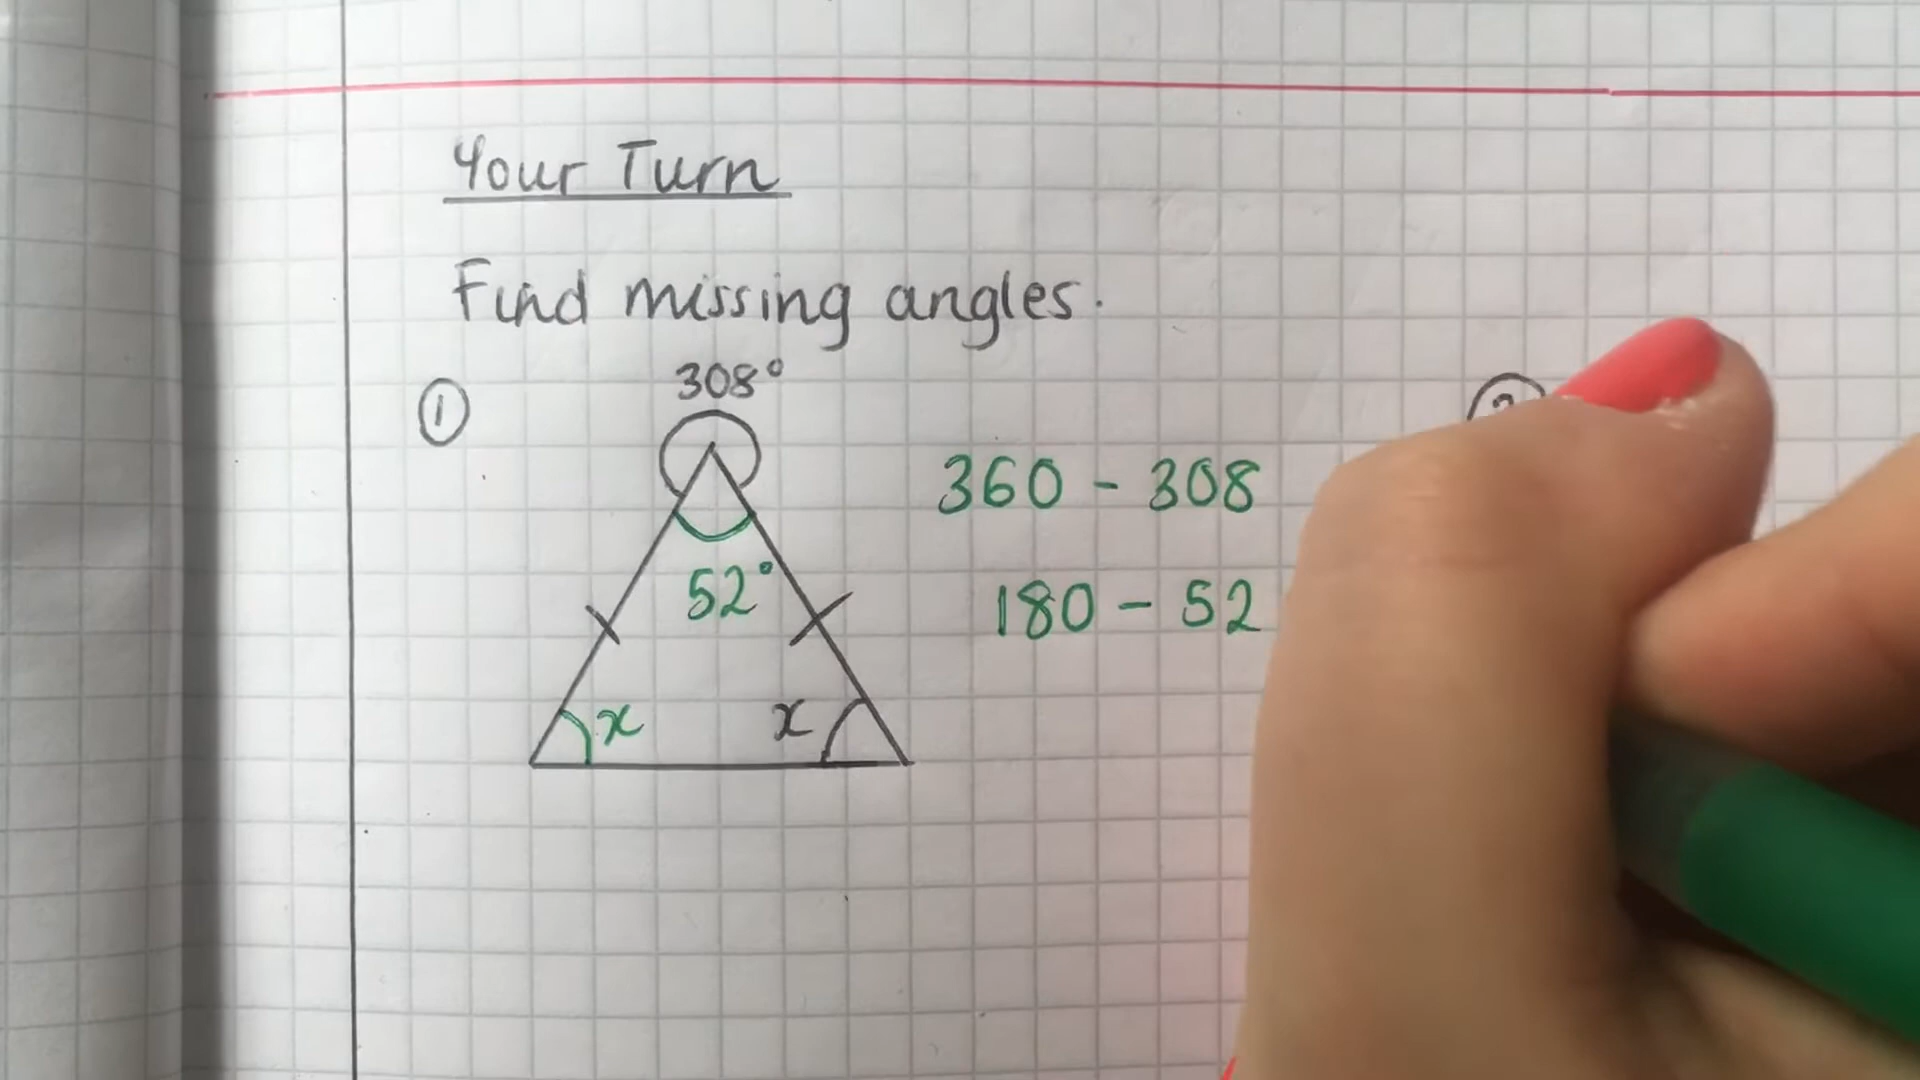 Your Turn
Find missing angles.
①
308°
360 - 308
52°
180 - 52
x
x